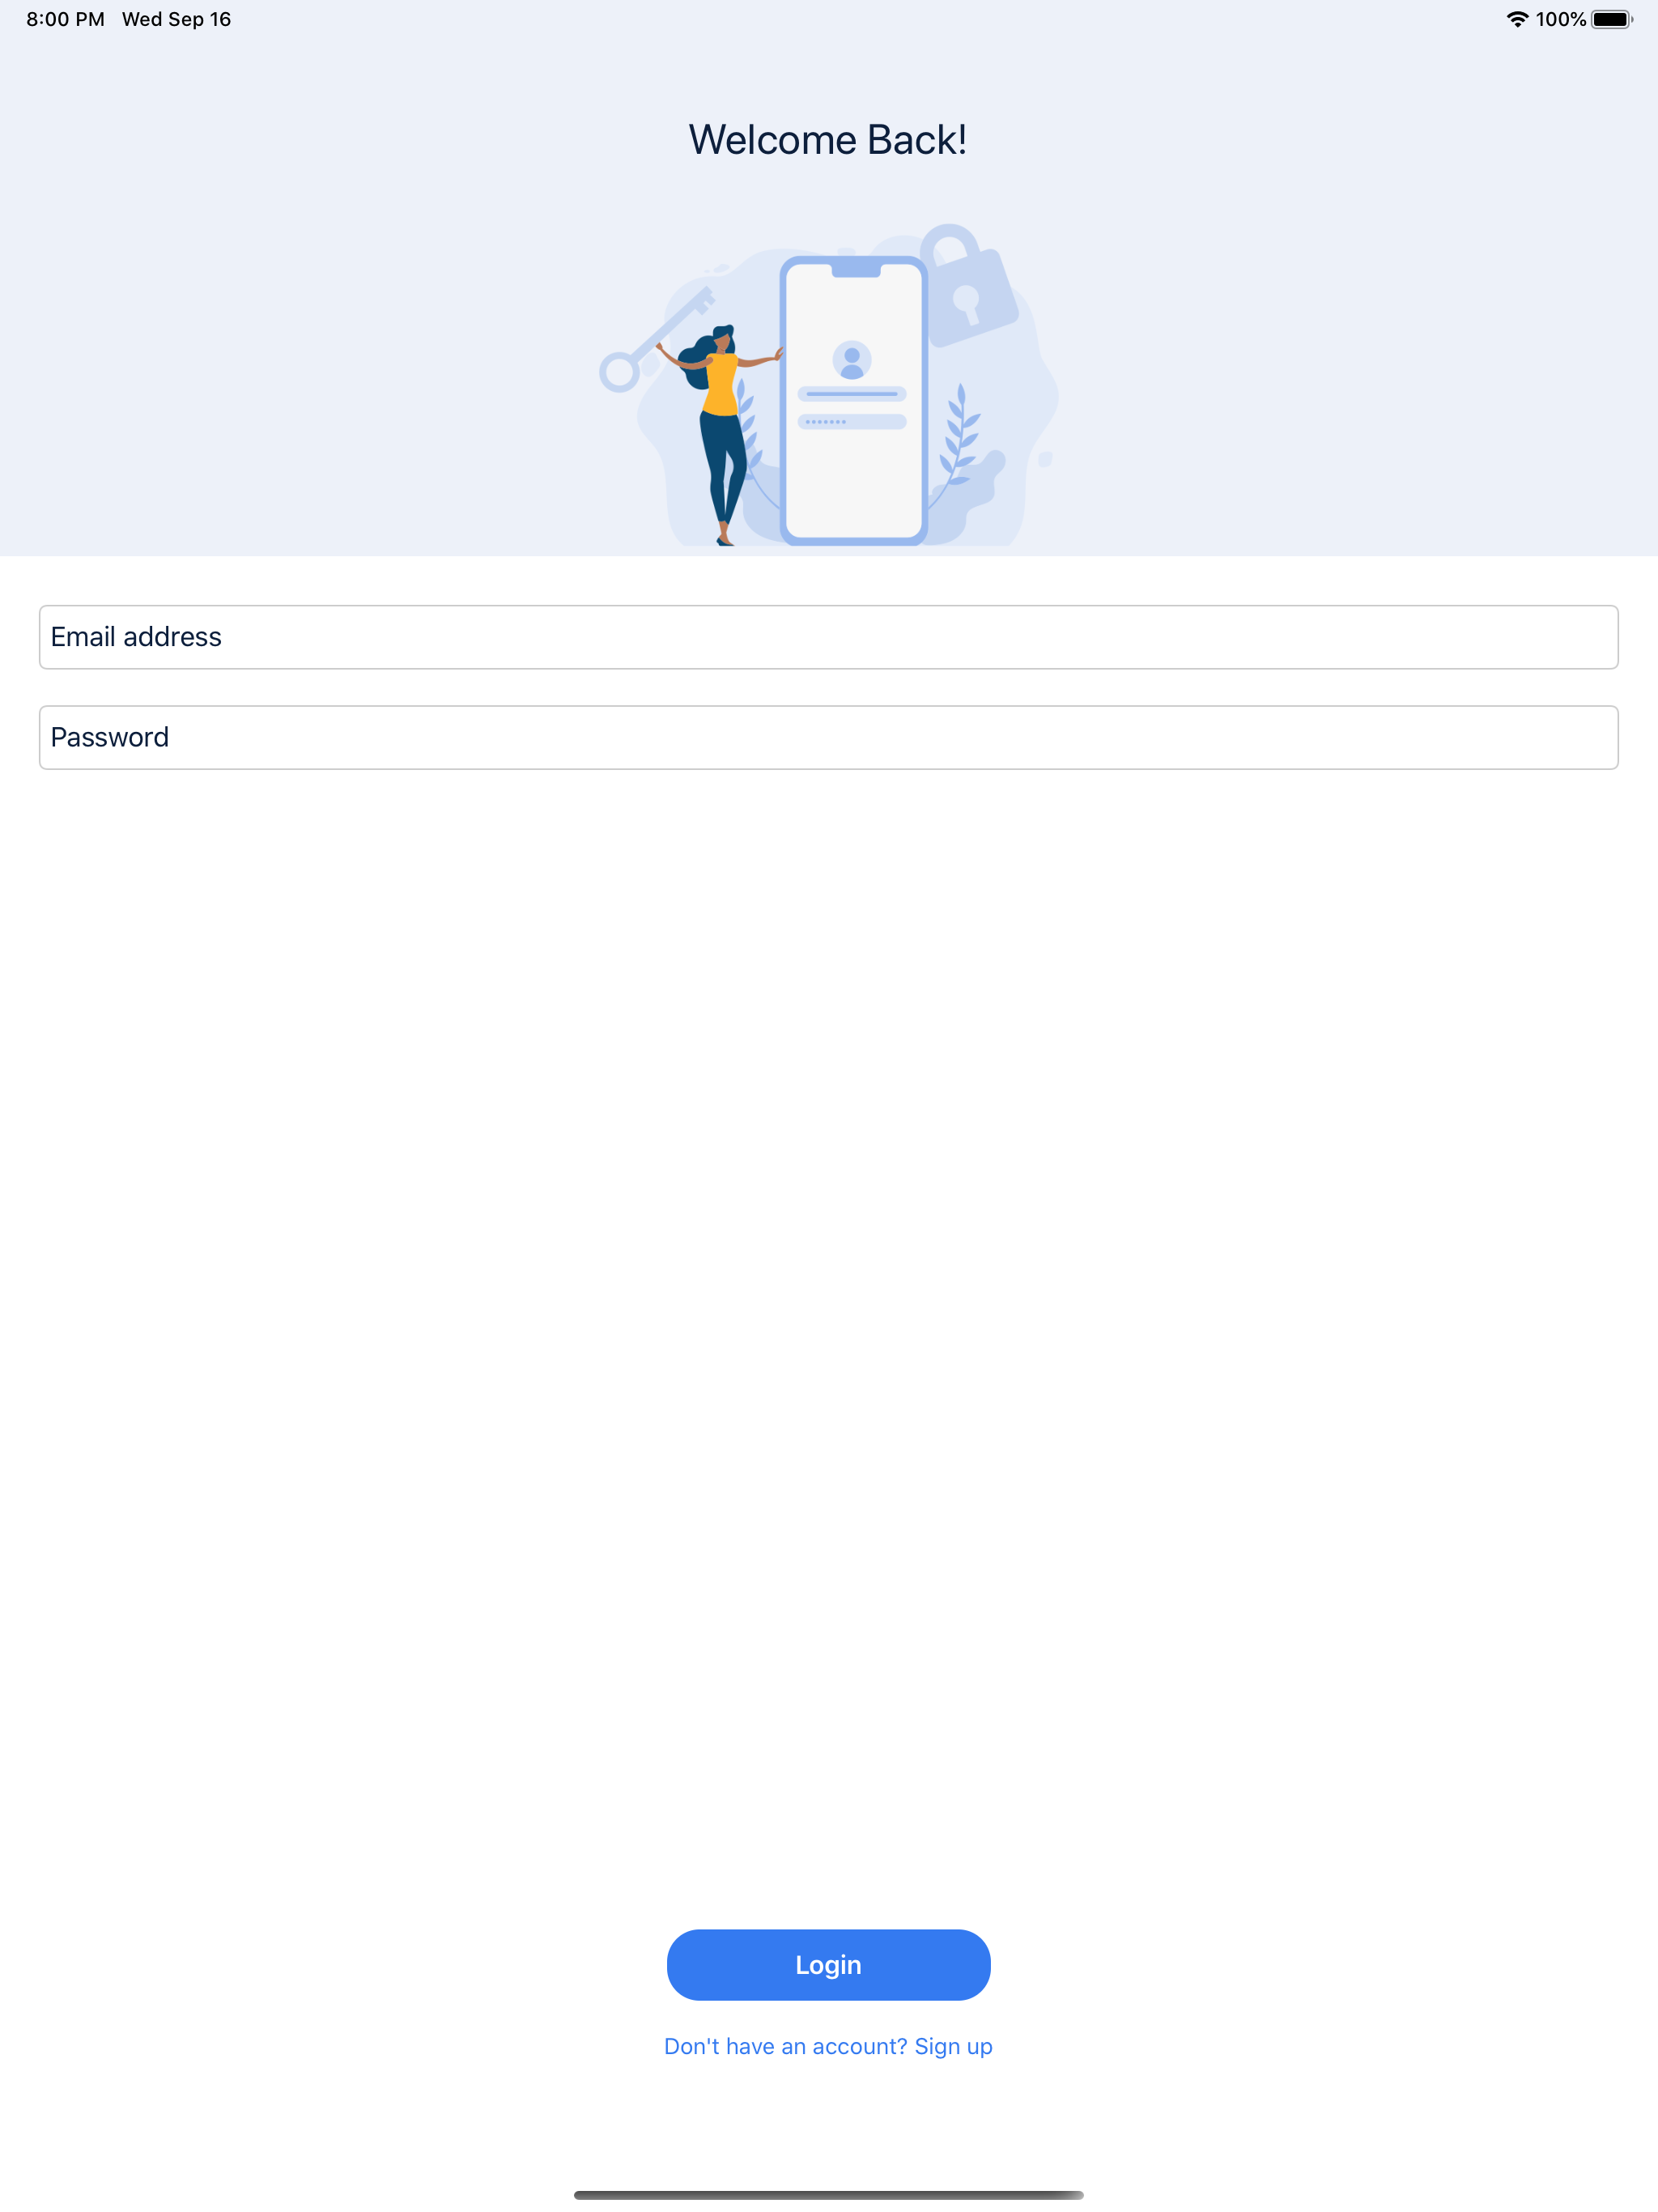 8:00 PM Wed Sep 16 100%
Welcome Back!
Email address
Password
Login
Don't have an account? Sign up